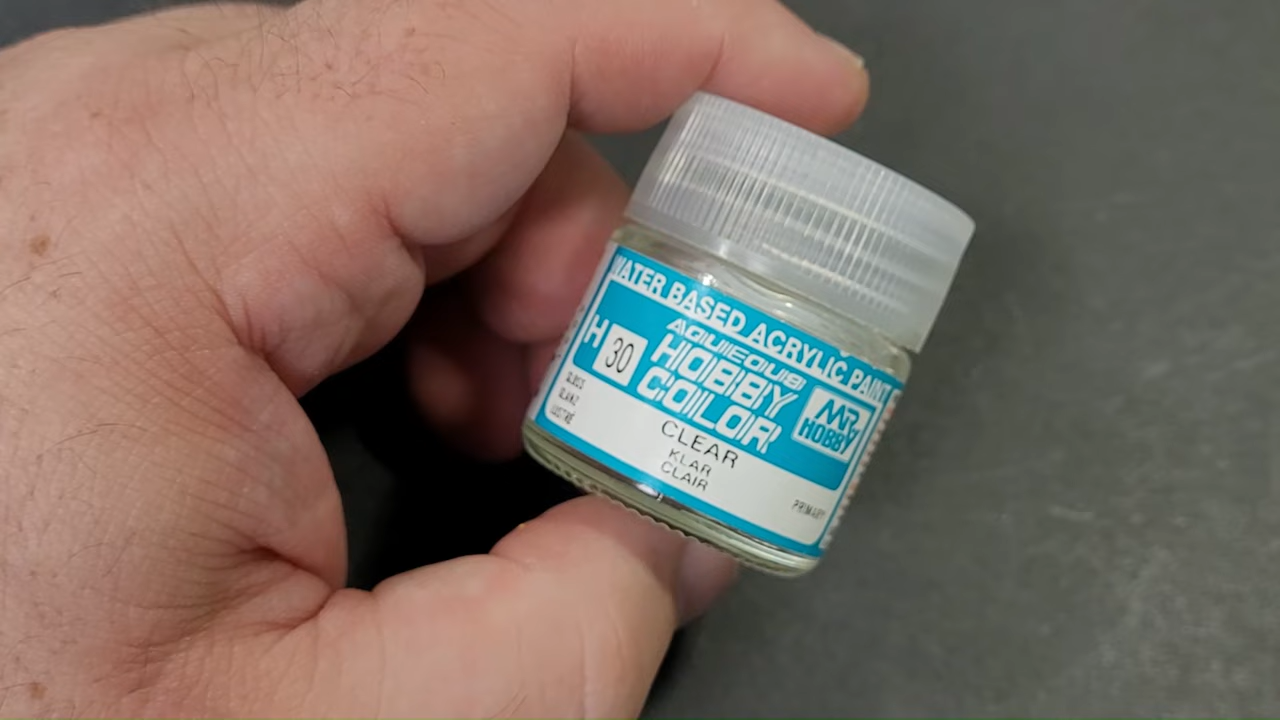 WATER BASED ACRYLIC PAINT
AQUEOUS
HOBBY
COLOR
H 30
MR
HOBBY
GLOSS
GLANZ
LUSTRÉ
CLEAR
KLAR
CLAIR
PRIMARY